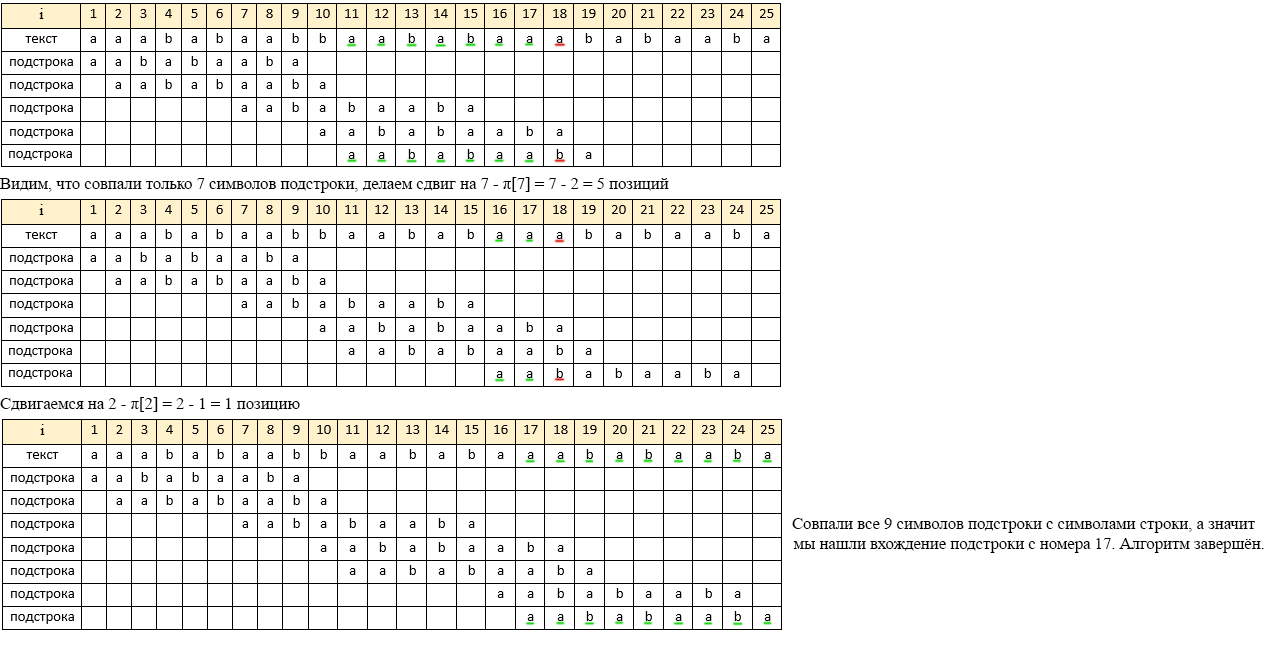 i 1 2 3 4 5 6 7 8 9 10 11 12 13 14 15 16 17 18 19 20 21 22 23 24 25
текст a a a b a b a a b b a a b a b a a a b a b a a b a
подстрока a a b a b a a b a
подстрока a a b a b a a b a
подстрока a a b a b a a b a
подстрока a a b a b a a b a
подстрока a a b a b a a b a
Видим, что совпали только 7 символов подстроки, делаем сдвиг на 7 - π[7] = 7 - 2 = 5 позиций
i 1 2 3 4 5 6 7 8 9 10 11 12 13 14 15 16 17 18 19 20 21 22 23 24 25
текст a a a b a b a a b b a a b a b a a a b a b a a b a
подстрока a a b a b a a b a
подстрока a a b a b a a b a
подстрока a a b a b a a b a
подстрока a a b a b a a b a
подстрока a a b a b a a b a
подстрока a a b a b a a b a
Сдвигаемся на 2 - π[2] = 2 - 1 = 1 позицию
i 1 2 3 4 5 6 7 8 9 10 11 12 13 14 15 16 17 18 19 20 21 22 23 24 25
текст a a a b a b a a b b a a b a b a a a b a b a a b a
подстрока a a b a b a a b a
подстрока a a b a b a a b a
подстрока a a b a b a a b a
подстрока a a b a b a a b a
подстрока a a b a b a a b a
подстрока a a b a b a a b a
подстрока a a b a b a a b a
Совпали все 9 символов подстроки с символами строки, а значит
мы нашли вхождение подстроки с номера 17. Алгоритм завершён.